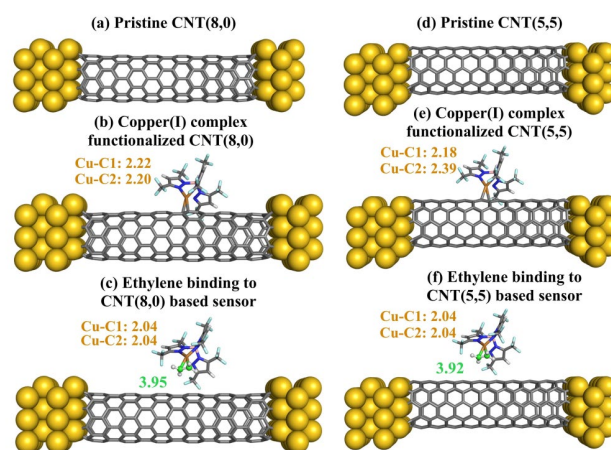 (a) Pristine CNT(8,0)
(b) Copper(I) complex
functionalized CNT(8,0)
Cu-C1: 2.22
Cu-C2: 2.20
(c) Ethylene binding to
CNT(8,0) based sensor
Cu-C1: 2.04
Cu-C2: 2.04
3.95
(d) Pristine CNT(5,5)
(e) Copper(I) complex
functionalized CNT(5,5)
Cu-C1: 2.18
Cu-C2: 2.39
(f) Ethylene binding to
CNT(5,5) based sensor
Cu-C1: 2.04
Cu-C2: 2.04
3.92